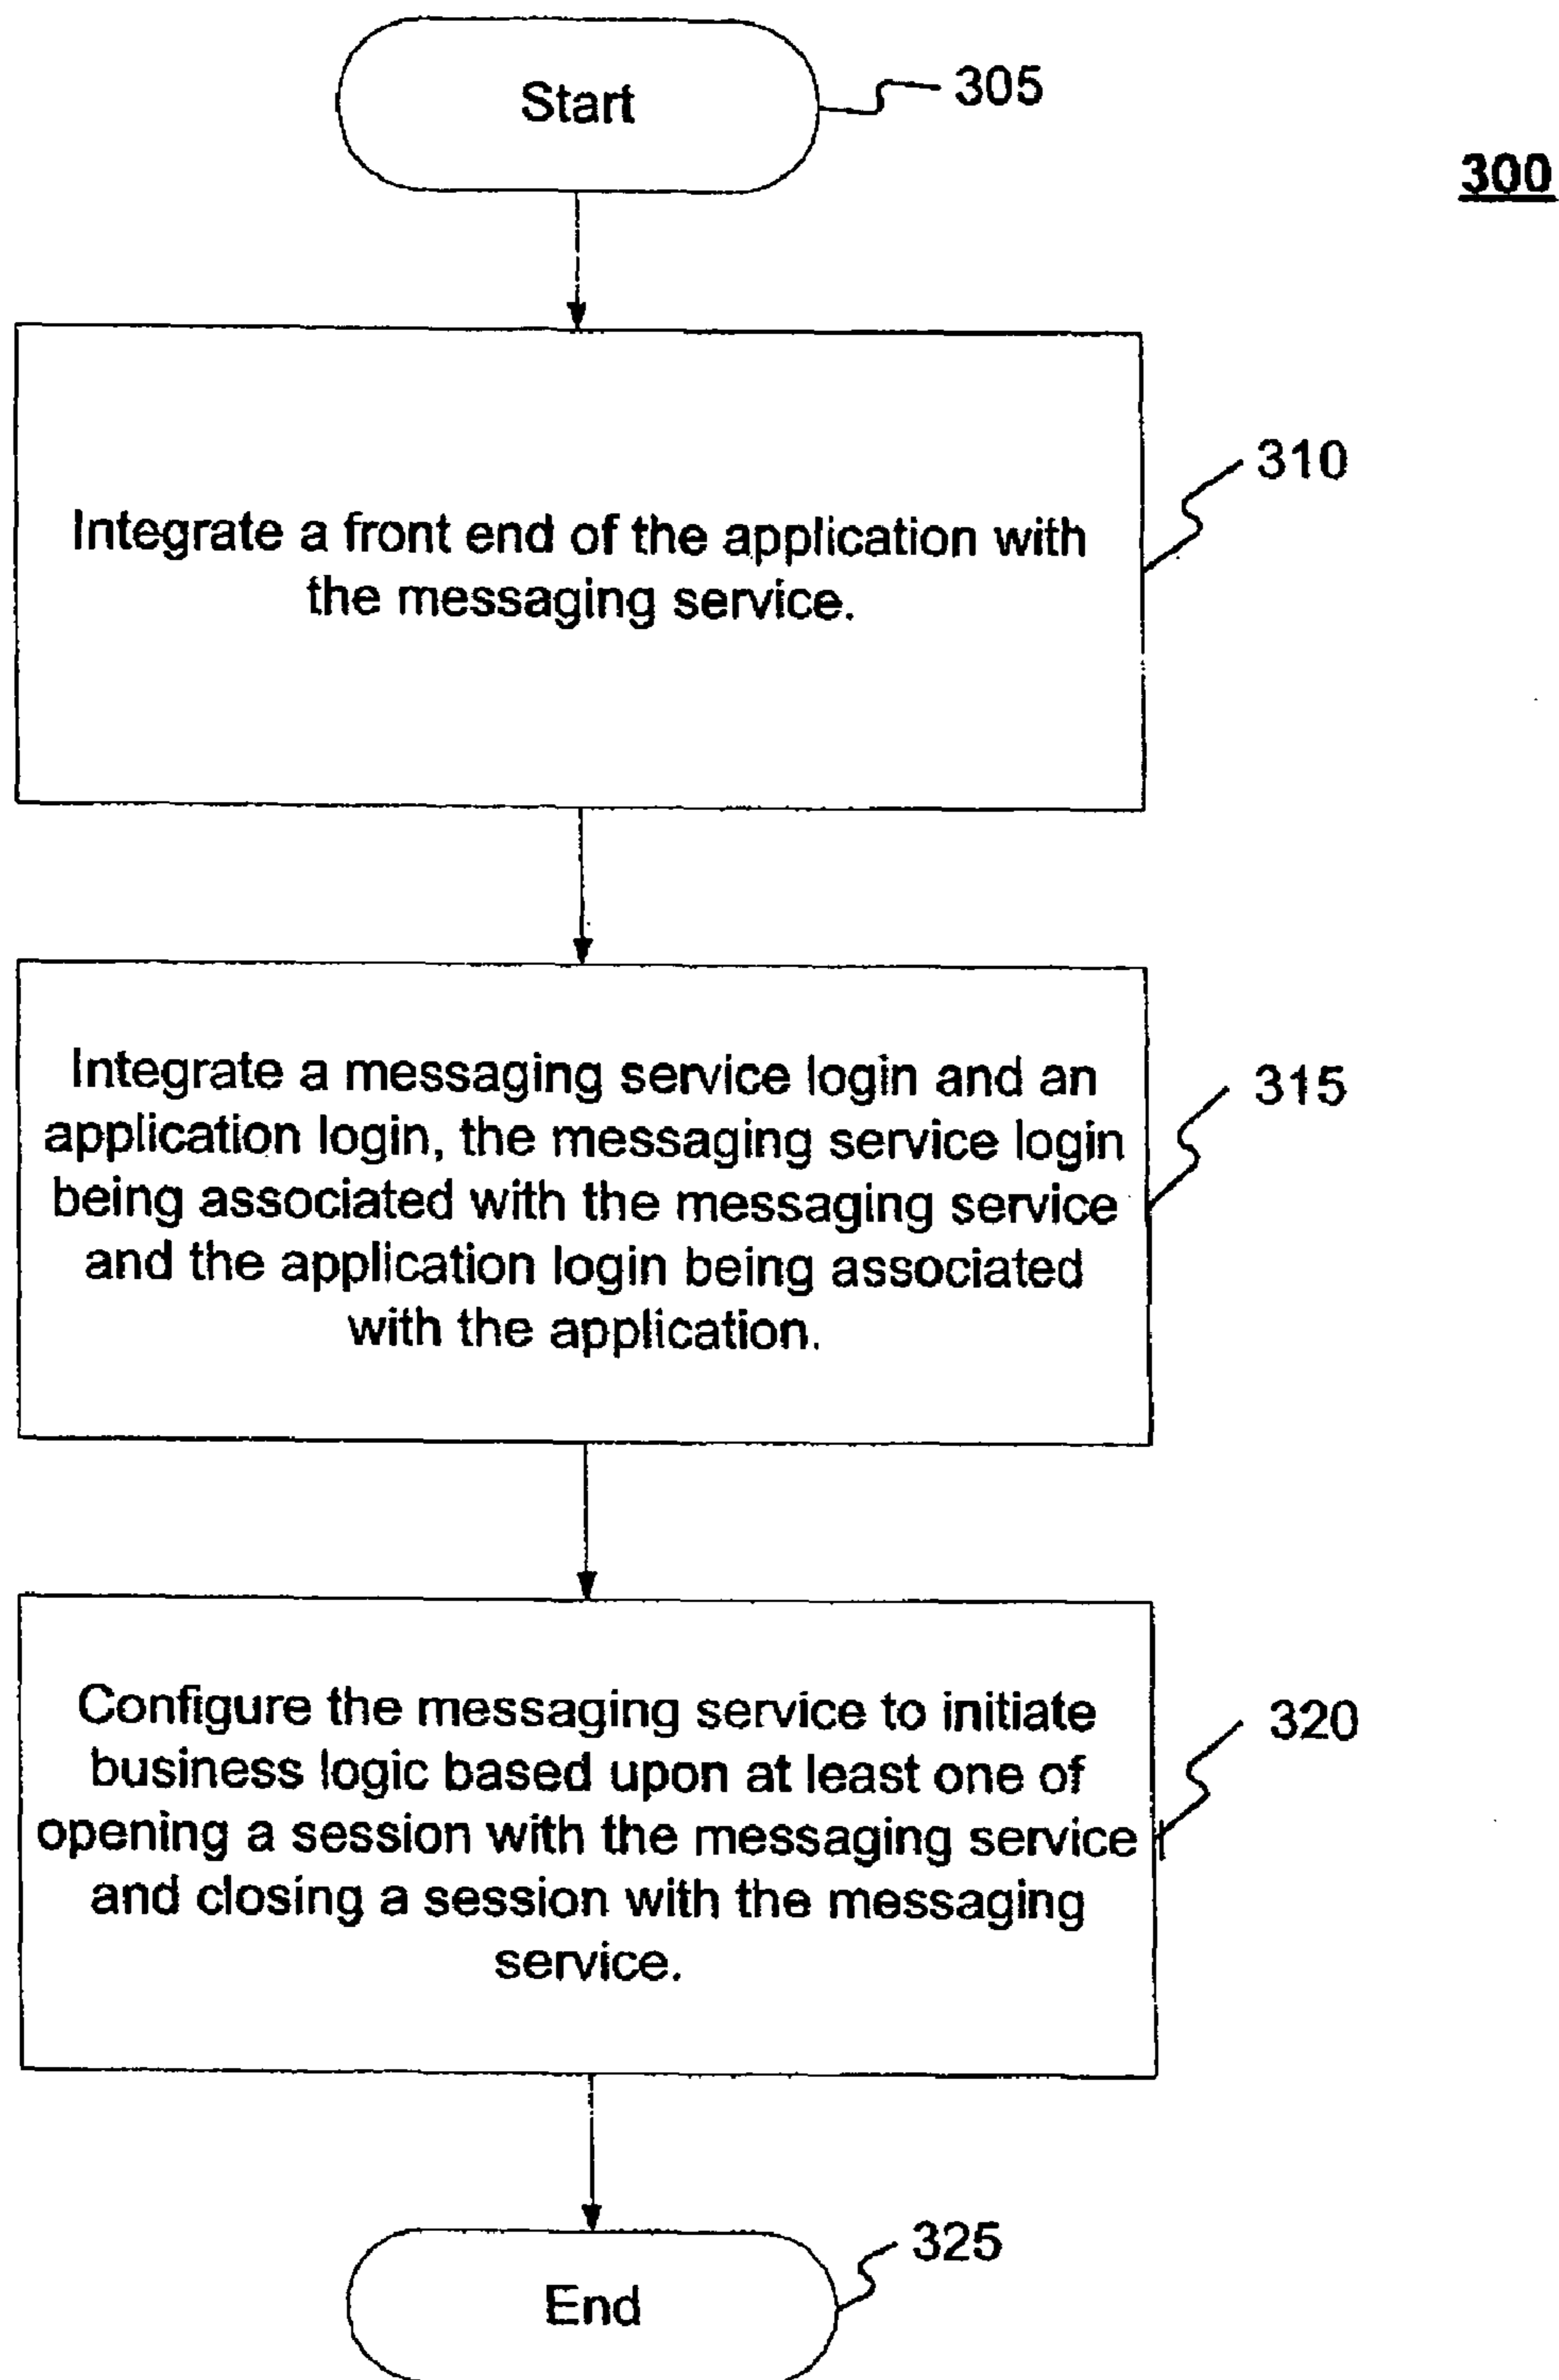 Start
305
300
Integrate a front end of the application with
the messaging service.
310
Integrate a messaging service login and an
application login, the messaging service login
being associated with the messaging service
and the application login being associated
with the application.
315
Configure the messaging service to initiate
business logic based upon at least one of
opening a session with the messaging service
and closing a session with the messaging
service.
320
End
325